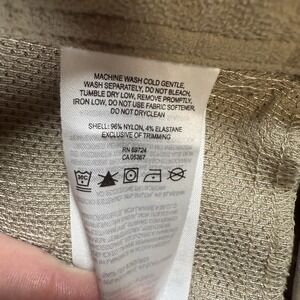 MACHINE WASH COLD GENTLE,
WASH SEPARATELY, DO NOT BLEACH,
TUMBLE DRY LOW, REMOVE PROMPTLY,
IRON LOW, DO NOT USE FABRIC SOFTENER,
DO NOT DRYCLEAN
SHELL: 96% NYLON, 4% ELASTANE
EXCLUSIVE OF TRIMMING
RN 69724
CA 05367
30C